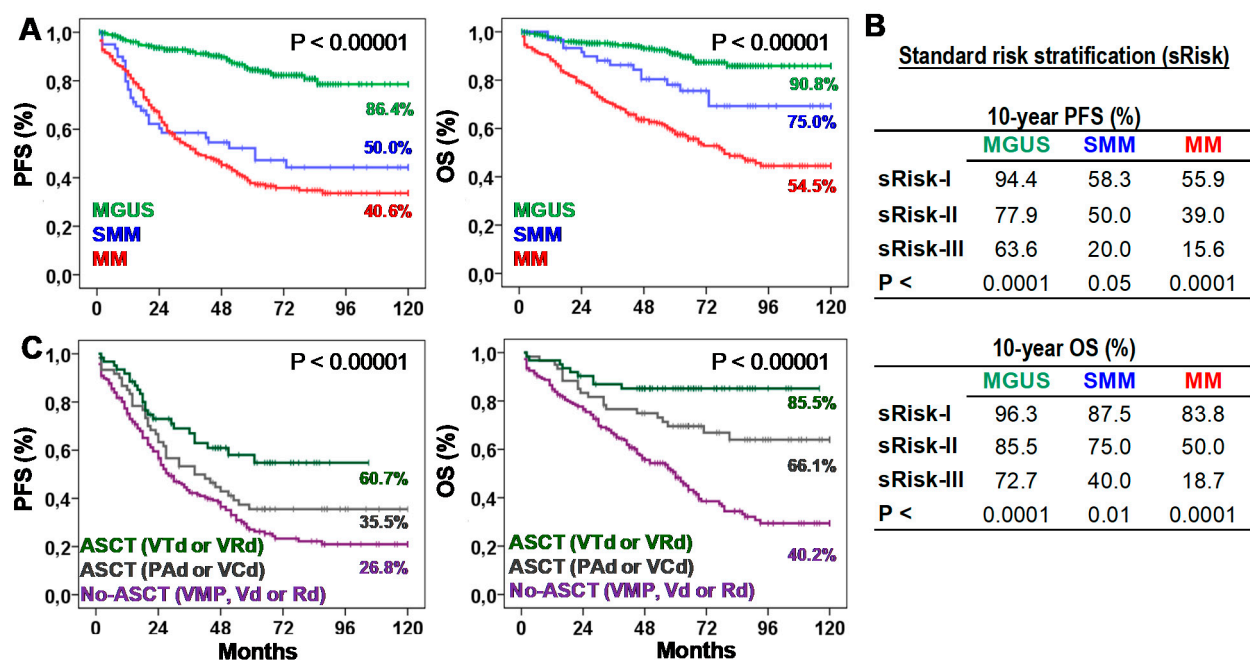 A
PFS (%)
1,0
0,8
0,6
0,4
0,2
0,0
P < 0.00001
86.4%
50.0%
40.6%
MGUS
SMM
MM
0 24 48 72 96 120
OS (%)
1,0
0,8
0,6
0,4
0,2
0,0
P < 0.00001
90.8%
75.0%
54.5%
MGUS
SMM
MM
0 24 48 72 96 120
B
Standard risk stratification (sRisk)
10-year PFS (%)
MGUS SMM MM
sRisk-I 94.4 58.3 55.9
sRisk-II 77.9 50.0 39.0
sRisk-III 63.6 20.0 15.6
P < 0.0001 0.05 0.0001
10-year OS (%)
MGUS SMM MM
sRisk-I 96.3 87.5 83.8
sRisk-II 85.5 75.0 50.0
sRisk-III 72.7 40.0 18.7
P < 0.0001 0.01 0.0001
C
PFS (%)
1,0
0,8
0,6
0,4
0,2
0,0
P < 0.00001
60.7%
35.5%
26.8%
ASCT (VTd or VRd)
ASCT (PAd or VCd)
No-ASCT (VMP, Vd or Rd)
0 24 48 72 96 120
Months
OS (%)
1,0
0,8
0,6
0,4
0,2
0,0
P < 0.00001
85.5%
66.1%
40.2%
ASCT (VTd or VRd)
ASCT (PAd or VCd)
No-ASCT (VMP, Vd or Rd)
0 24 48 72 96 120
Months